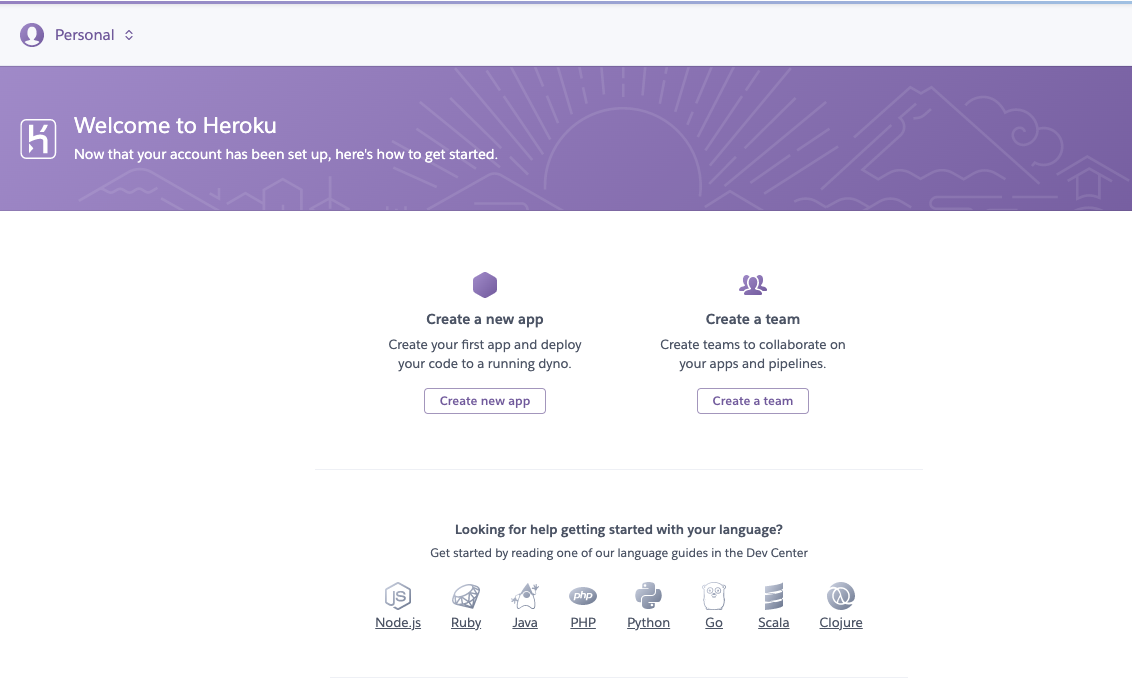 Personal
Welcome to Heroku
Now that your account has been set up, here's how to get started.
Create a new app
Create your first app and deploy
your code to a running dyno.
Create new app
Create a team
Create teams to collaborate on
your apps and pipelines.
Create a team
Looking for help getting started with your language?
Get started by reading one of our language guides in the Dev Center
JS
php
Node.js Ruby Java PHP Python Go Scala Clojure